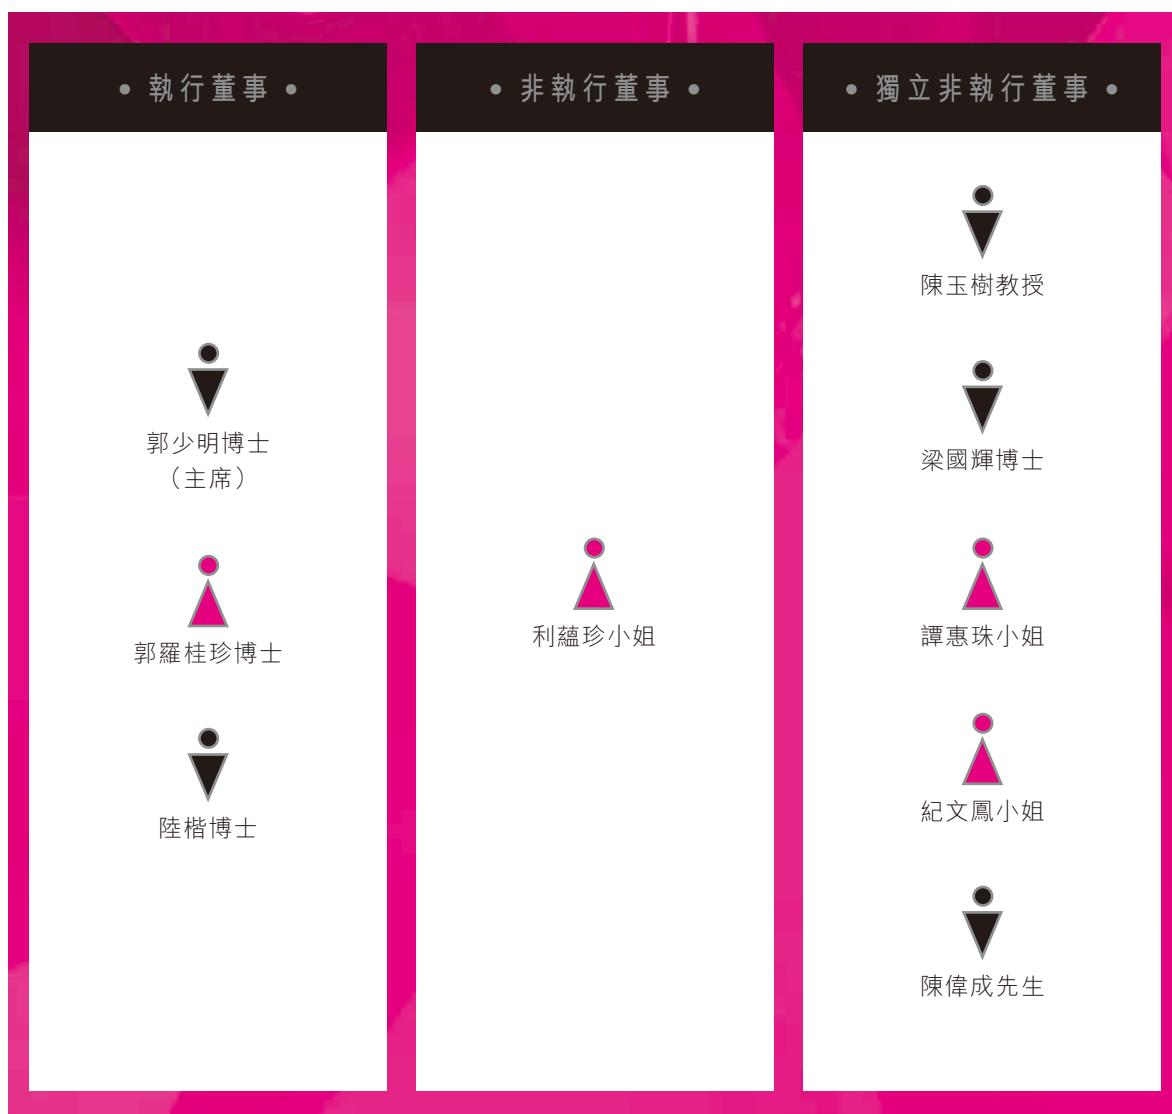 • 執行董事 •
郭少明博士
（主席）
郭羅桂珍博士
陸楷博士
• 非執行董事 •
利蘊珍小姐
• 獨立非執行董事 •
陳玉樹教授
梁國輝博士
譚惠珠小姐
紀文鳳小姐
陳偉成先生